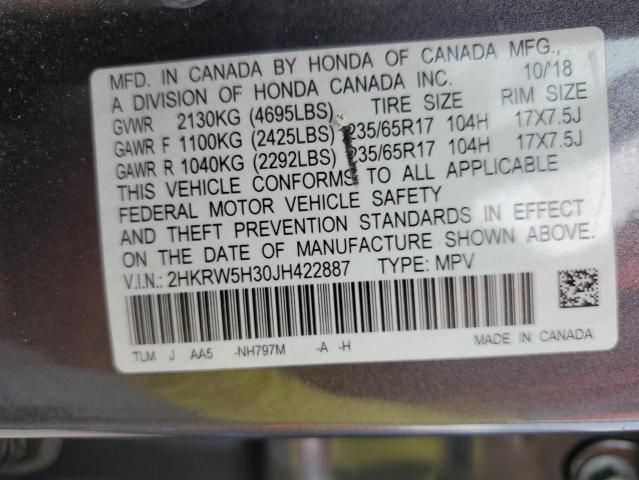 MFD. IN CANADA BY HONDA OF CANADA MFG.,
A DIVISION OF HONDA CANADA INC. 10/'18
GVWR 2130KG (4695LBS) TIRE SIZE RIM SIZE
GAWR F 1100KG (2425LBS) 235/65R17 104H 17X7.5J
GAWR R 1040KG (2292LBS) 235/65R17 104H 17X7.5J
THIS VEHICLE CONFORMS TO ALL APPLICABLE
FEDERAL MOTOR VEHICLE SAFETY
AND THEFT PREVENTION STANDARDS IN EFFECT
ON THE DATE OF MANUFACTURE SHOWN ABOVE.
V.I.N.: 2HKRW5H30JH422887 TYPE: MPV
TLM J AA5 -NH797M -A -H MADE IN CANADA